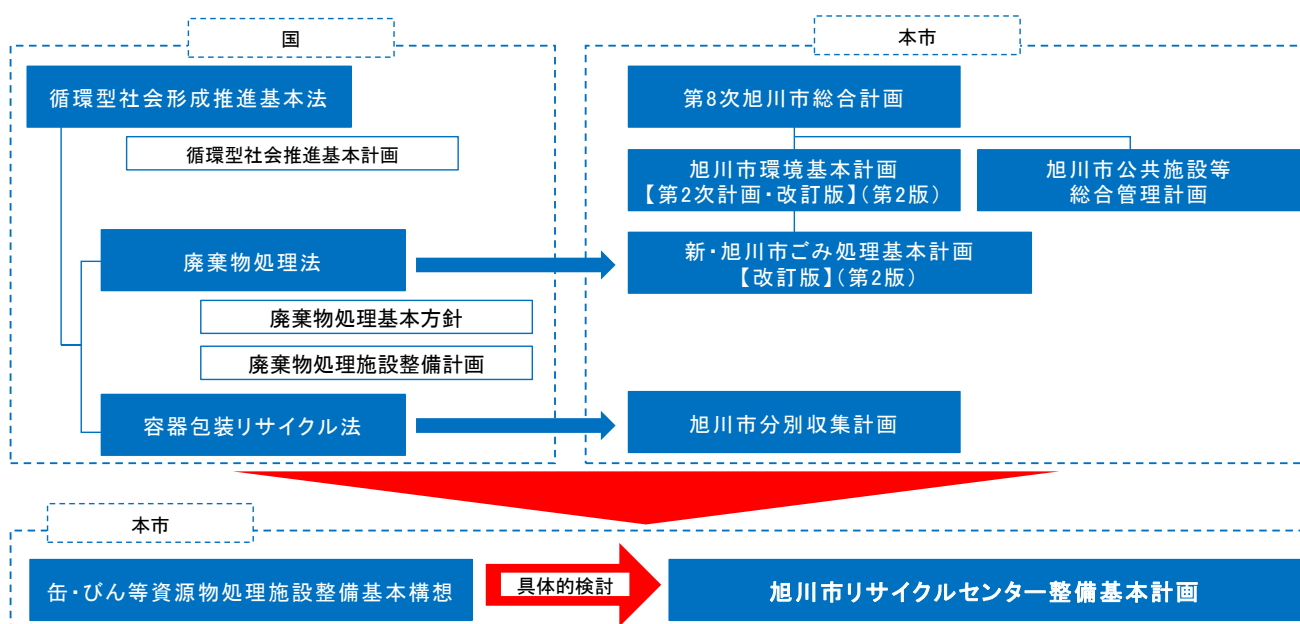 国
循環型社会形成推進基本法
循環型社会推進基本計画
廃棄物処理法
廃棄物処理基本方針
廃棄物処理施設整備計画
容器包装リサイクル法
本市
第8次旭川市総合計画
旭川市環境基本計画
【第2次計画・改訂版】(第2版)
旭川市公共施設等
総合管理計画
新・旭川市ごみ処理基本計画
【改訂版】(第2版)
旭川市分別収集計画
本市
缶・びん等資源物処理施設整備基本構想
具体的検討
旭川市リサイクルセンター整備基本計画